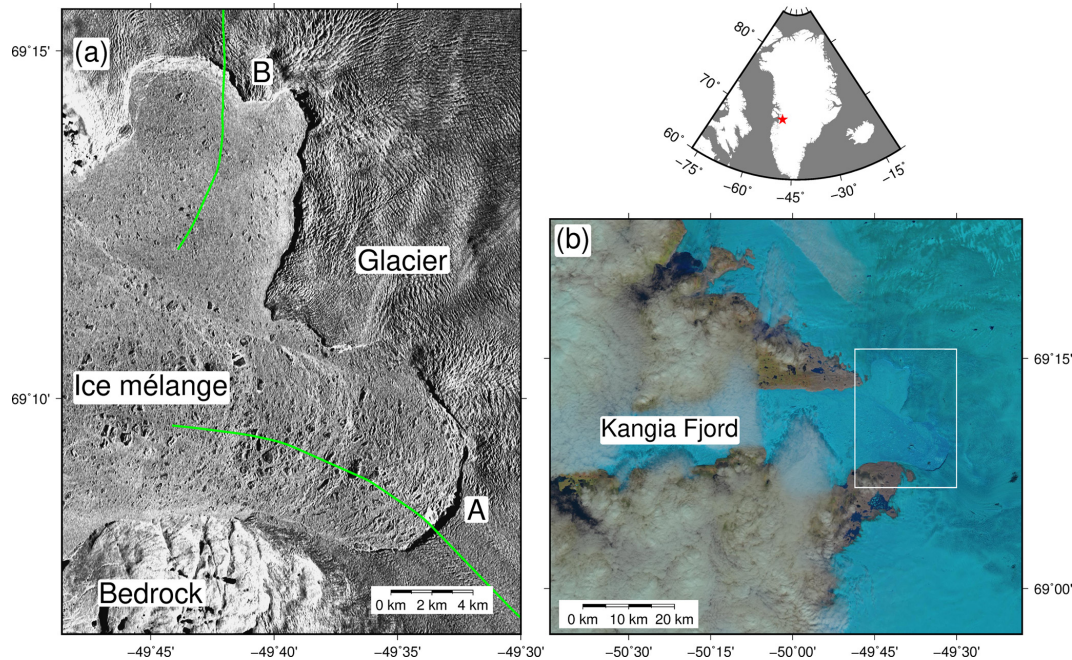 (a)
B
Glacier
Ice mélange
A
Bedrock
0 km 2 km 4 km
69°15'
69°10'
−49°45'
−49°40'
−49°35'
−49°30'
80°
70°
60°
−75°
−60°
−45°
−30°
−15°
(b)
Kangia Fjord
0 km 10 km 20 km
69°15'
69°00'
−50°30'
−50°15'
−50°00'
−49°45'
−49°30'